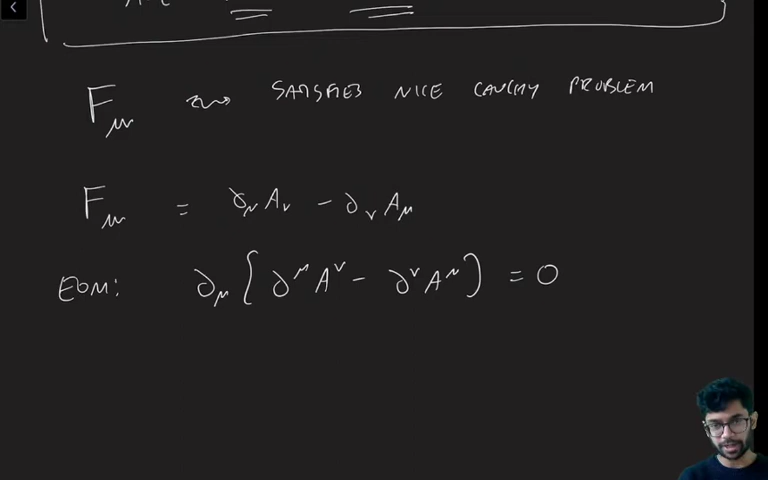 F_μν ⟿ SATISFIES NICE CAUCHY PROBLEM
F_μν = ∂_μ A_ν - ∂_ν A_μ
EOM: ∂_μ ( ∂^μ A^ν - ∂^ν A^μ ) = 0